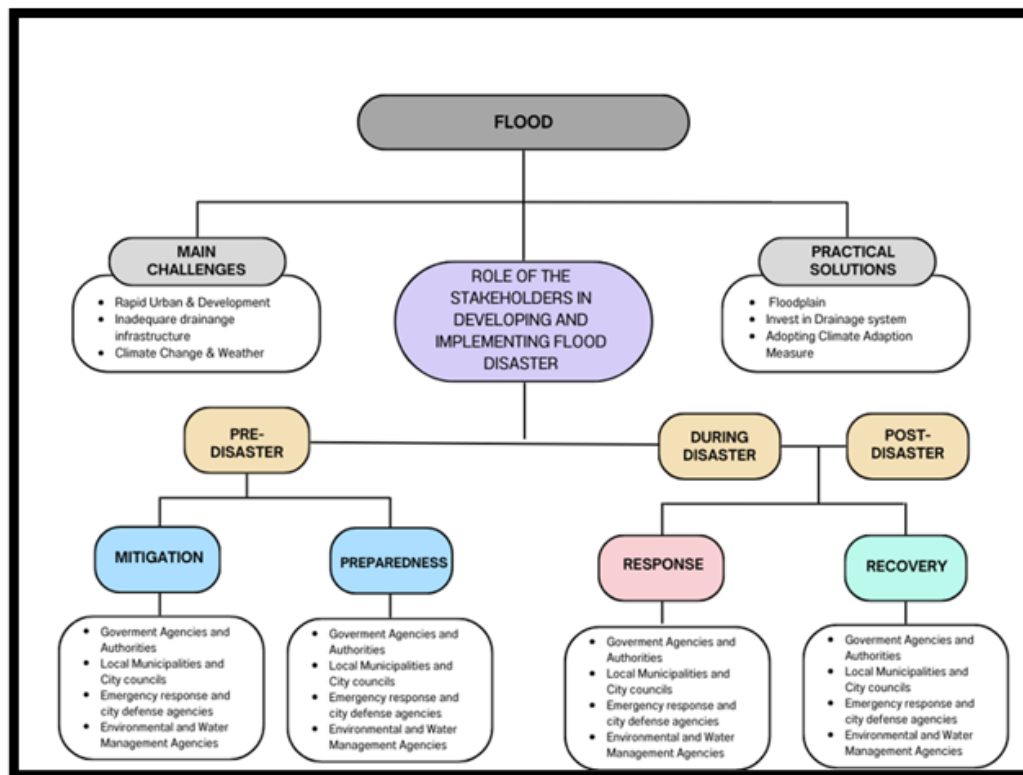 FLOOD
MAIN
CHALLENGES
• Rapid Urban & Development
• Inadequare drainange
infrastructure
• Climate Change & Weather
ROLE OF THE
STAKEHOLDERS IN
DEVELOPING AND
IMPLEMENTING FLOOD
DISASTER
PRACTICAL
SOLUTIONS
• Floodplain
• Invest in Drainage system
• Adopting Climate Adaption
Measure
PRE-
DISASTER
DURING
DISASTER
POST-
DISASTER
MITIGATION
PREPAREDNESS
RESPONSE
RECOVERY
• Goverment Agencies and
Authorities
• Local Municipalities and
City councils
• Emergency response and
city defense agencies
• Environmental and Water
Management Agencies
• Goverment Agencies and
Authorities
• Local Municipalities and
City councils
• Emergency response and
city defense agencies
• Environmental and Water
Management Agencies
• Goverment Agencies and
Authorities
• Local Municipalities and
City councils
• Emergency response and
city defense agencies
• Environmental and Water
Management Agencies
• Goverment Agencies and
Authorities
• Local Municipalities and
City councils
• Emergency response and
city defense agencies
• Environmental and Water
Management Agencies